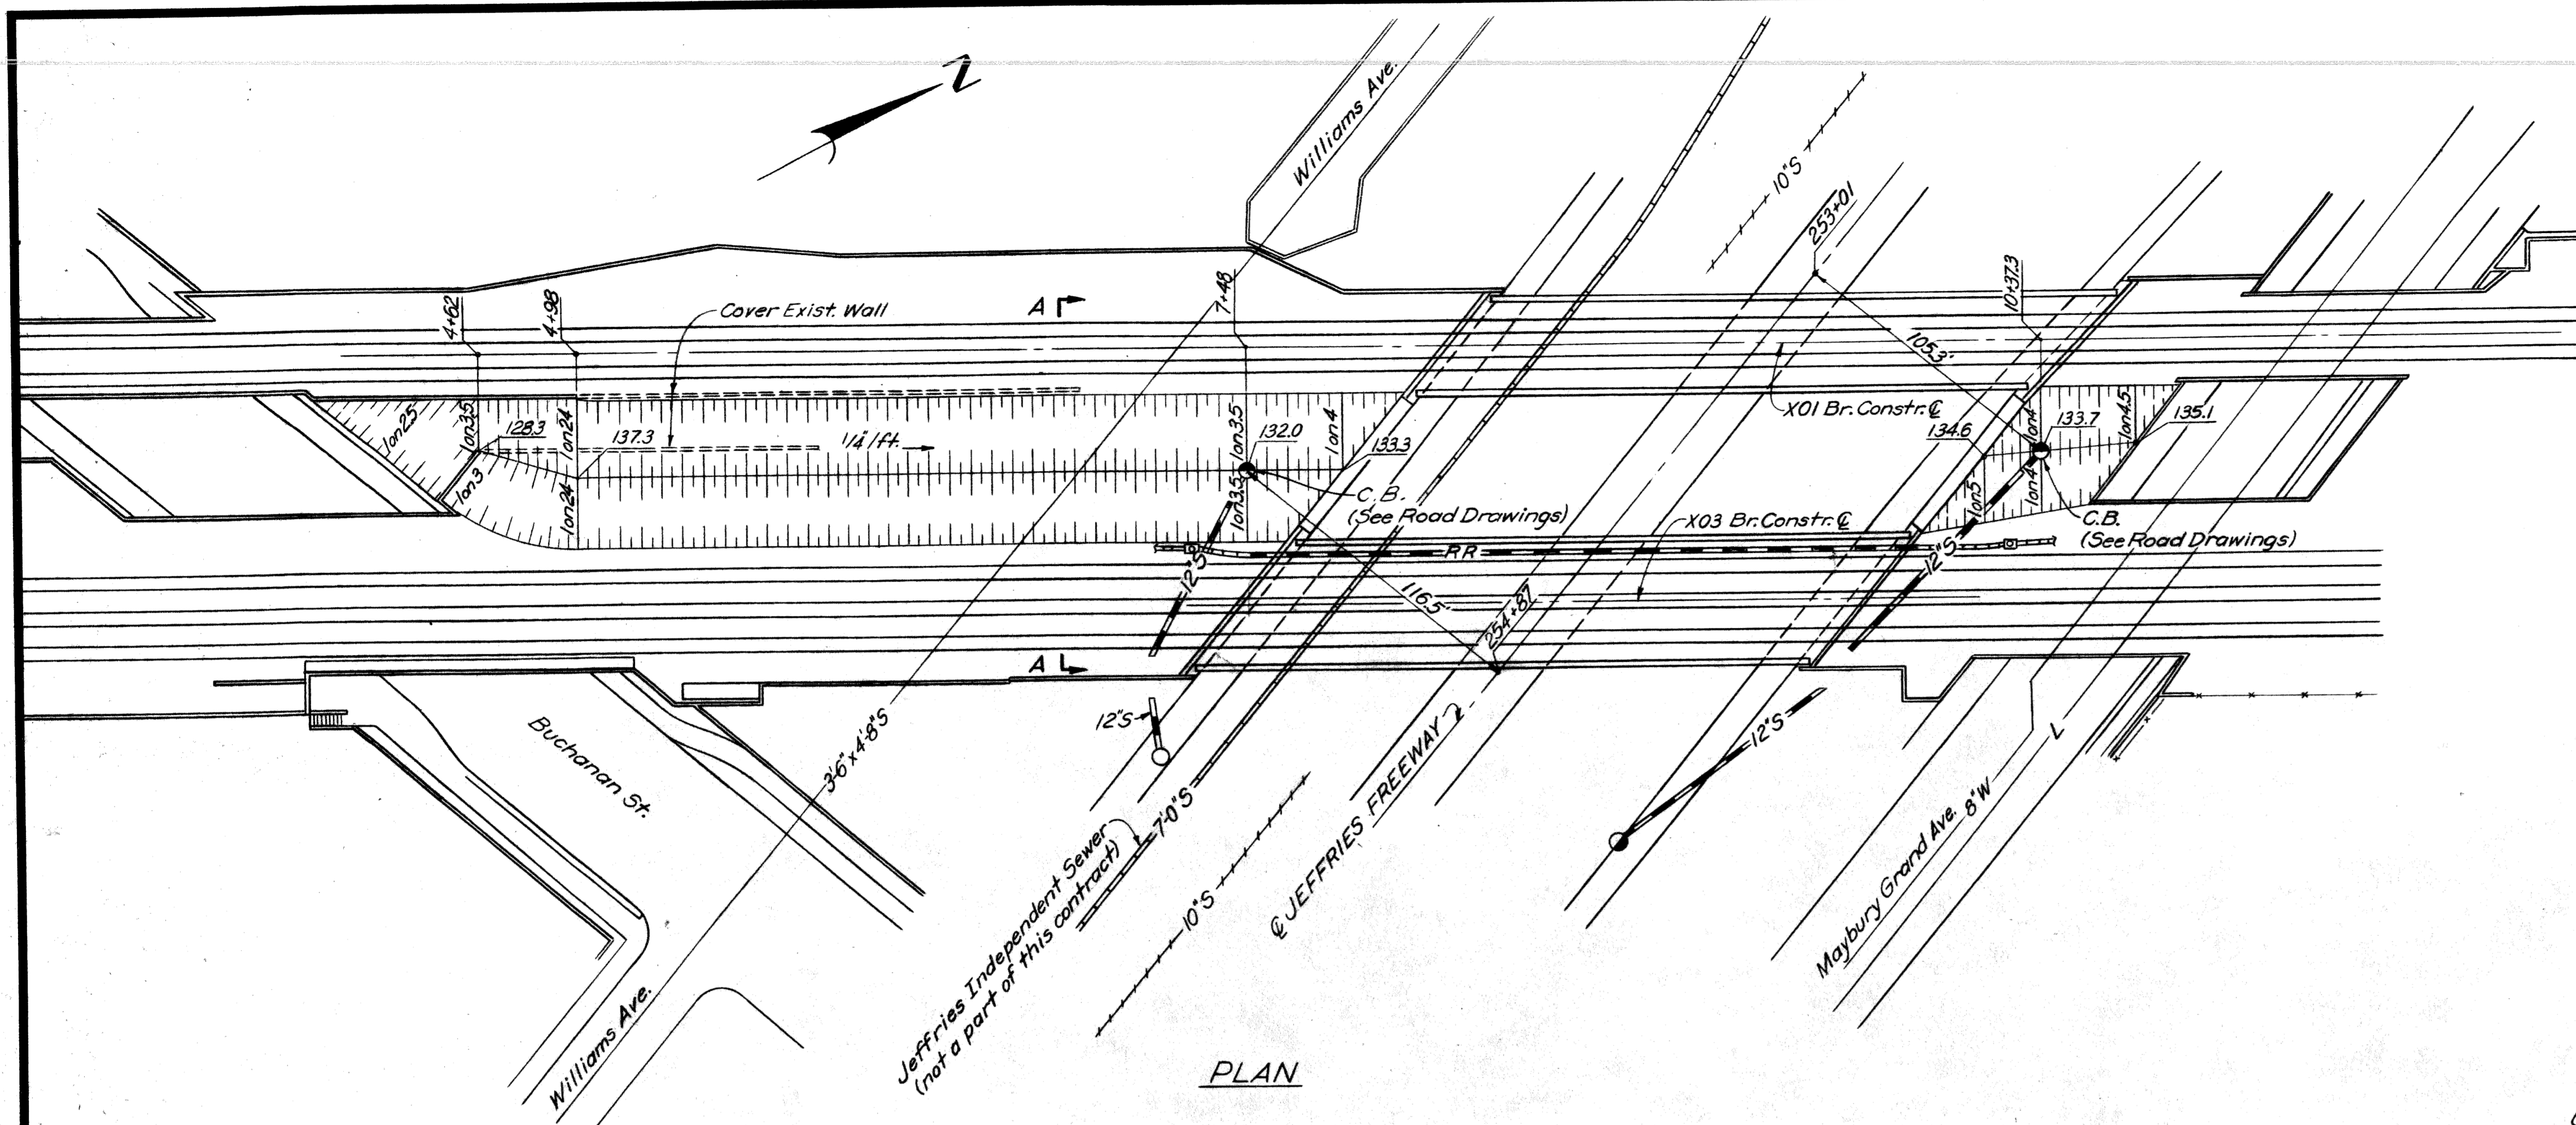 N
Williams Ave.
10"S
253+01
7+48
10+37.3
4+62
4+98
Cover Exist. Wall
A
105.3'
X01 Br. Constr. ℄
1on2.5
1on3.5
128.3
1on24
137.3
1/4"/ft.
1on3.5
132.0
1on4
133.3
134.6
1on4
133.7
1on4.5
135.1
1on3
1on24
1on3.5
C.B.
(See Road Drawings)
X03 Br. Constr. ℄
1on5
1on4
C.B.
(See Road Drawings)
RR
12"S
12"S
116.5'
254+87
A
Buchanan St.
3'-6" x 4'-8"S
12"S
12"S
7'-0"S
Jeffries Independent Sewer
(not a part of this contract)
10"S
℄ JEFFRIES FREEWAY
L
8"W
Maybury Grand Ave.
Williams Ave.
PLAN